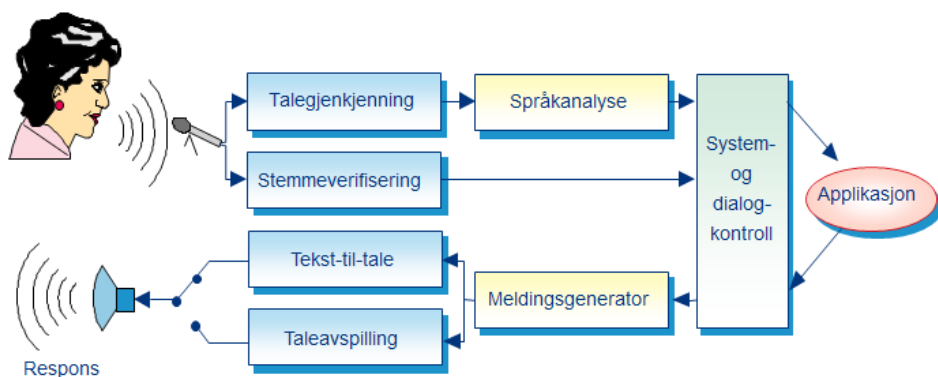 Talegjenkjenning
Språkanalyse
Stemmeverifisering
System-
og
dialog-
kontroll
Applikasjon
Tekst-til-tale
Meldingsgenerator
Taleavspilling
Respons